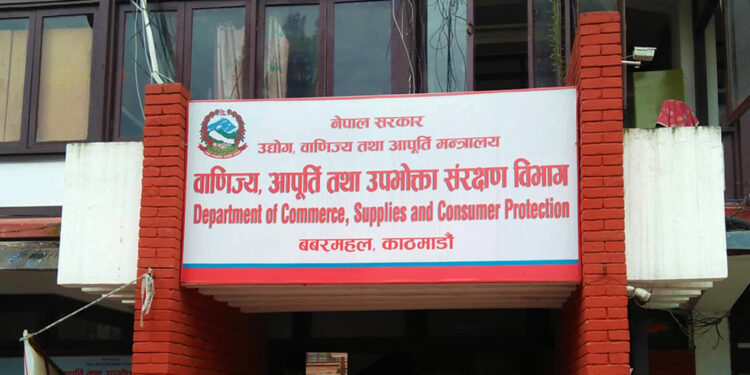 नेपाल सरकार
उद्योग, वाणिज्य तथा आपूर्ति मन्त्रालय
वाणिज्य, आपूर्ति तथा उपभोक्ता संरक्षण विभाग
Department of Commerce, Supplies and Consumer Protection
बबरमहल, काठमाडौं